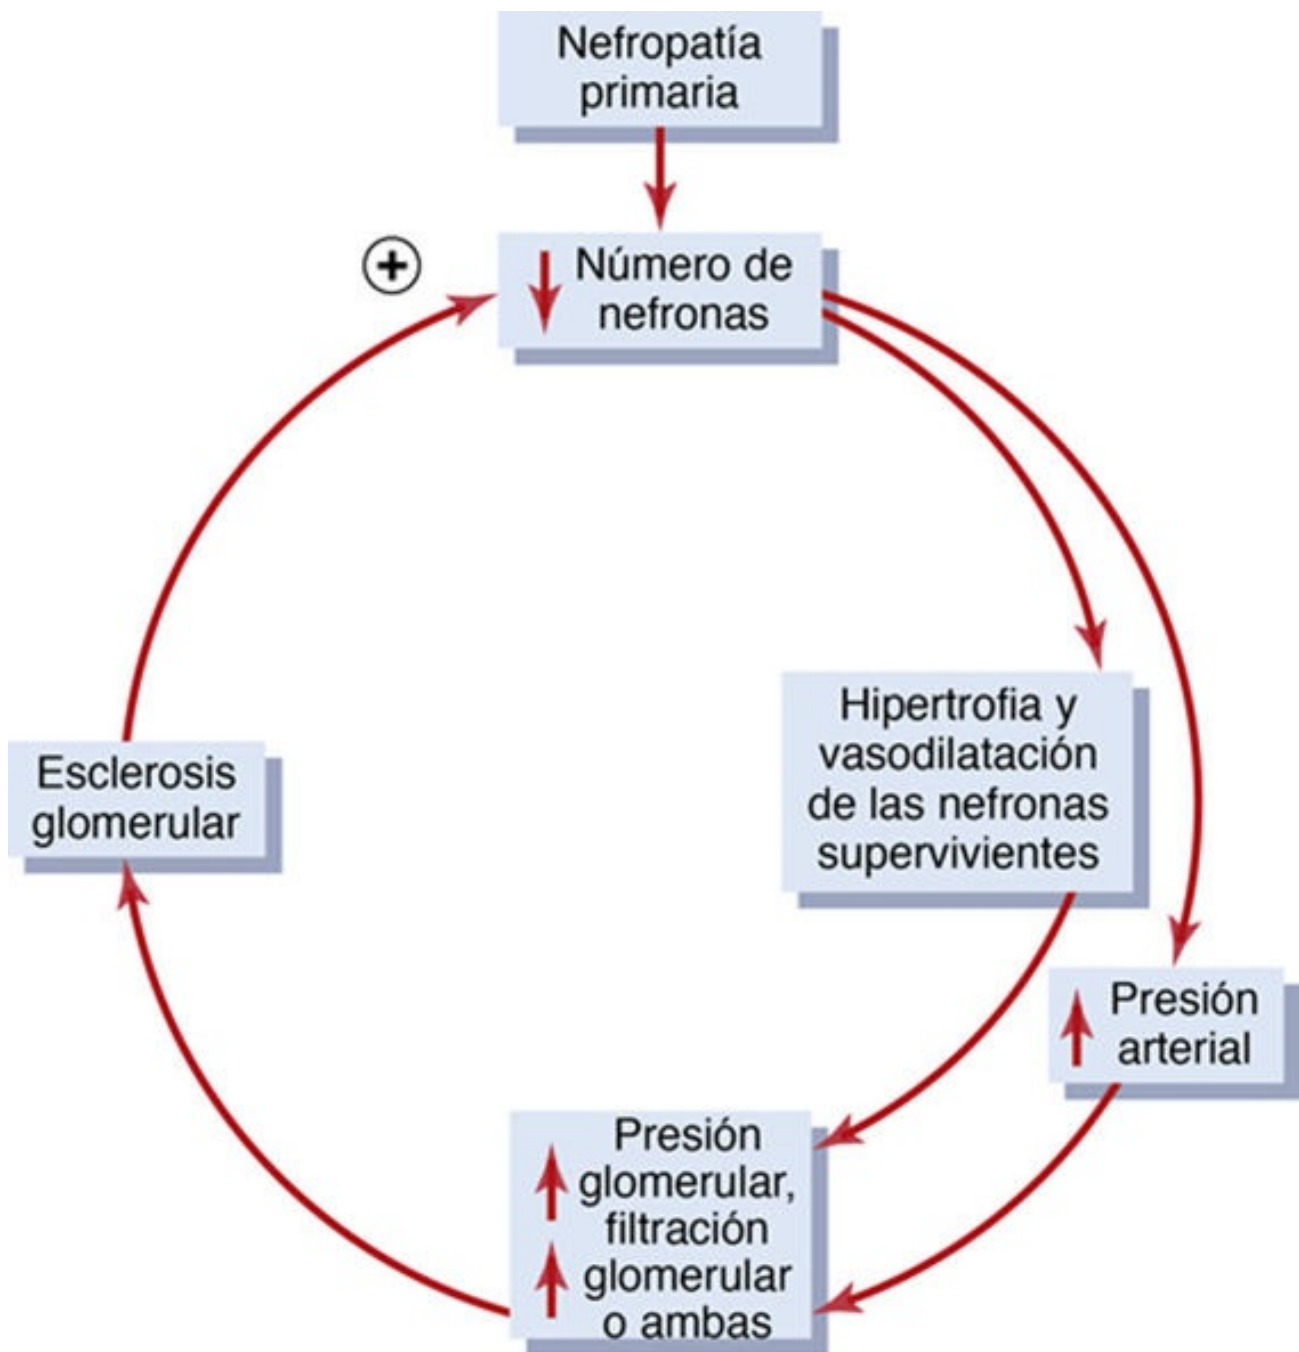 Nefropatía
primaria
+
Número de
nefronas
Hipertrofia y
vasodilatación
de las nefronas
supervivientes
Esclerosis
glomerular
Presión
arterial
Presión
glomerular,
filtración
glomerular
o ambas